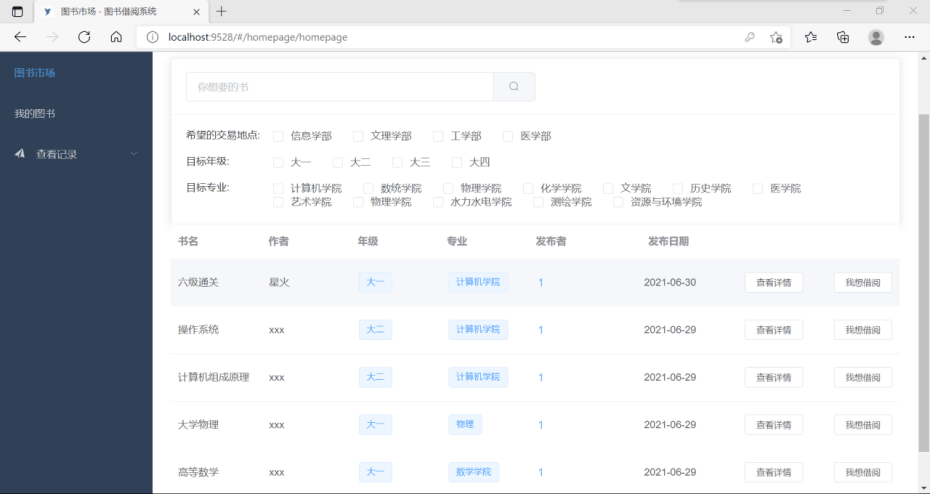 图书市场 - 图书借阅系统
localhost:9528/#/homepage/homepage
图书市场
我的图书
查看记录
你想要的书
希望的交易地点: 信息学部 文理学部 工学部 医学部
目标年级: 大一 大二 大三 大四
目标专业: 计算机学院 数统学院 物理学院 化学学院 文学院 历史学院 医学院
艺术学院 物理学院 水力水电学院 测绘学院 资源与环境学院
书名 作者 年级 专业 发布者 发布日期
六级通关 星火 大一 计算机学院 1 2021-06-30 查看详情 我想借阅
操作系统 xxx 大二 计算机学院 1 2021-06-29 查看详情 我想借阅
计算机组成原理 xxx 大二 计算机学院 1 2021-06-29 查看详情 我想借阅
大学物理 xxx 大一 物理 1 2021-06-29 查看详情 我想借阅
高等数学 xxx 大一 数学学院 1 2021-06-29 查看详情 我想借阅